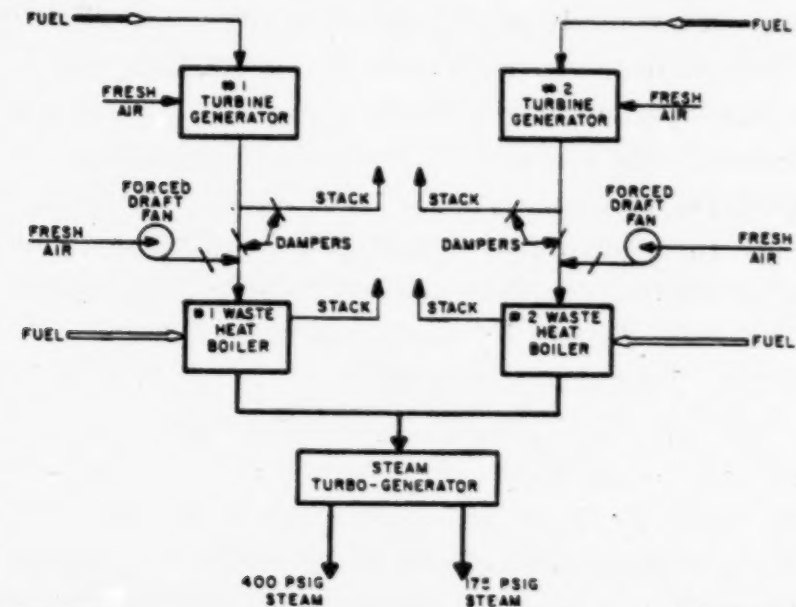 FUEL
FUEL
#1
TURBINE
GENERATOR
#2
TURBINE
GENERATOR
FRESH
AIR
FRESH
AIR
FORCED
DRAFT
FAN
STACK
STACK
FORCED
DRAFT
FAN
FRESH
AIR
DAMPERS
DAMPERS
FRESH
AIR
#1 WASTE
HEAT
BOILER
STACK
STACK
#2 WASTE
HEAT
BOILER
FUEL
FUEL
STEAM
TURBO-GENERATOR
400 PSIG
STEAM
175 PSIG
STEAM